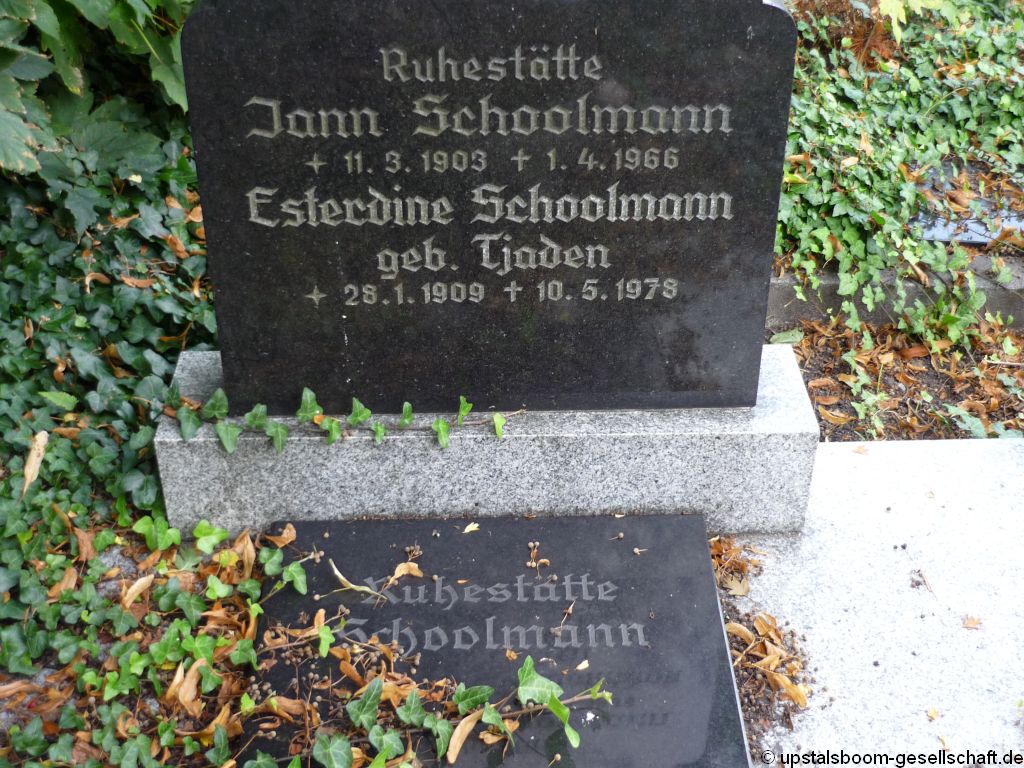 Ruhestätte
Jann Schoolmann
+ 11. 3. 1903 + 1. 4. 1966
Esterdine Schoolmann
geb. Tjaden
+ 28. 1. 1909 + 10. 5. 1978
Ruhestätte
Schoolmann
© upstalsboom-gesellschaft.de